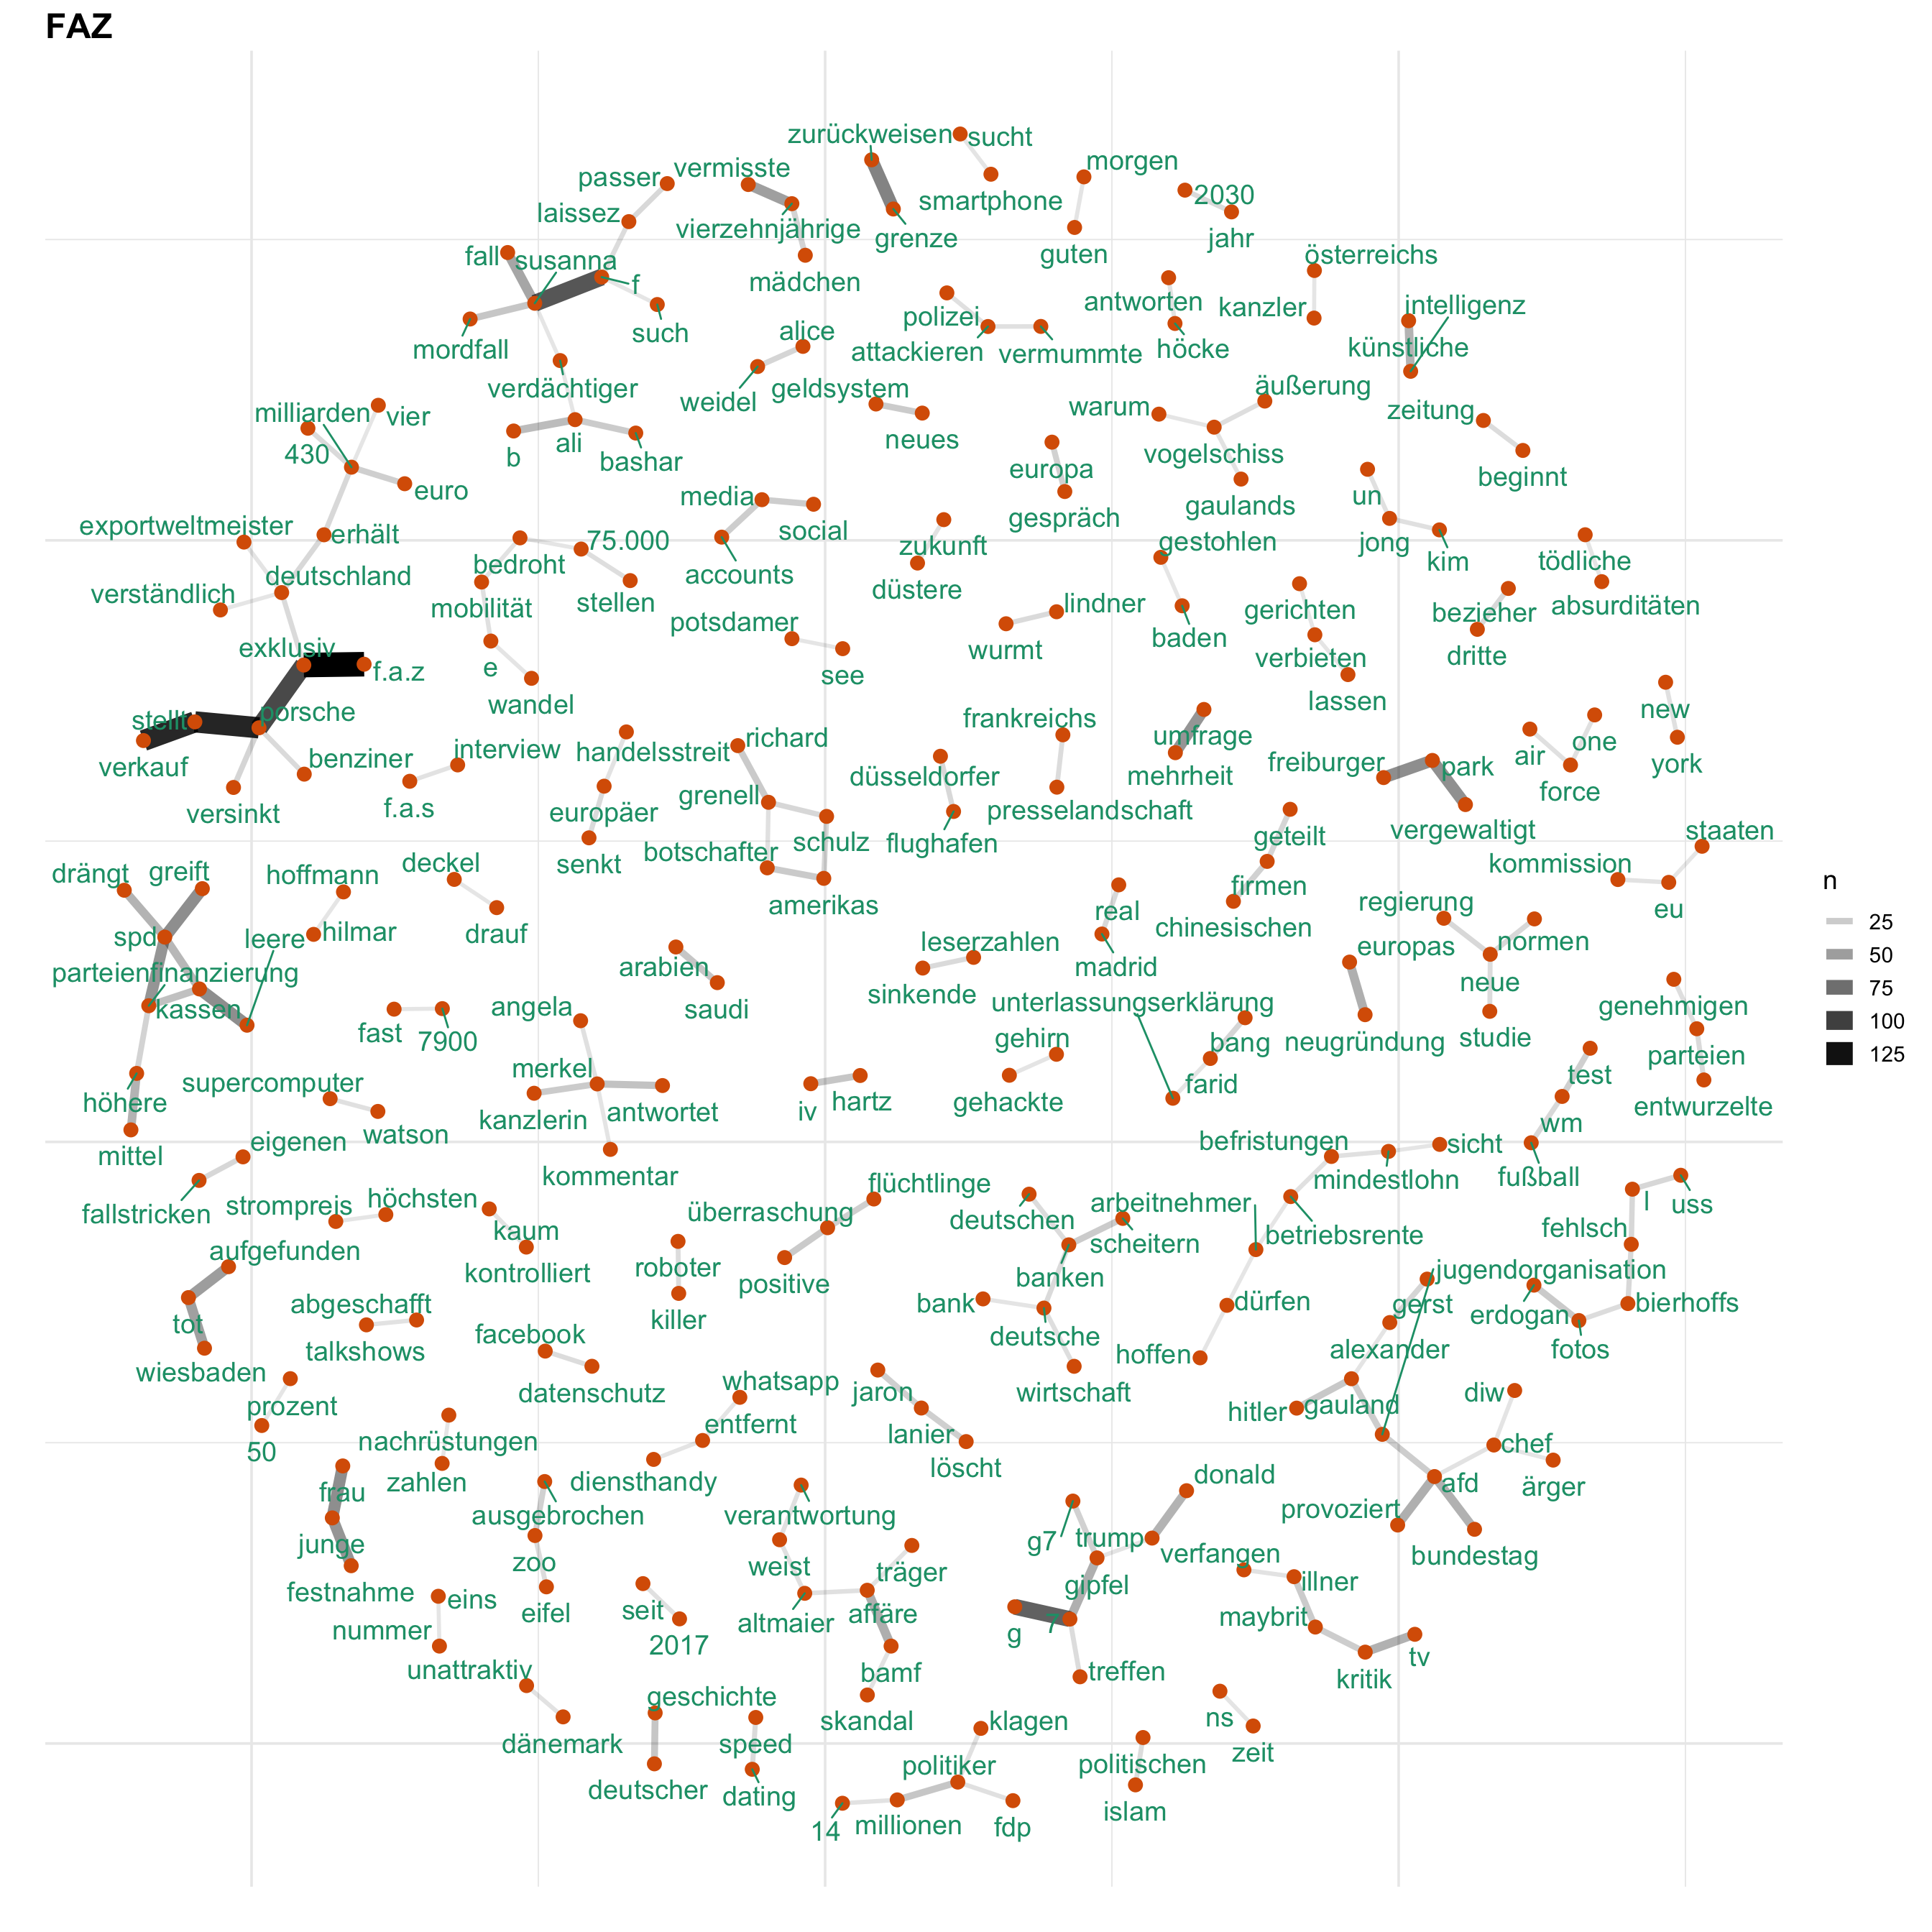 FAZ
zurückweisen
sucht
morgen
vermisste
passer
2030
smartphone
laissez
vierzehnjährige
grenze
jahr
guten
österreichs
fall
susanna
f
mädchen
antworten
kanzler
intelligenz
polizei
such
alice
mordfall
attackieren
vermummte
höcke
künstliche
verdächtiger
geldsystem
äußerung
weidel
warum
zeitung
milliarden
vier
430
b
ali
neues
vogelschiss
bashar
europa
beginnt
euro
media
un
gaulands
exportweltmeister
erhält
social
gespräch
75.000
zukunft
gestohlen
jong
kim
tödliche
bedroht
deutschland
accounts
düstere
verständlich
mobilität
stellen
lindner
gerichten
bezieher
absurditäten
potsdamer
baden
exklusiv
wurmt
verbieten
dritte
f.a.z
e
see
lassen
wandel
new
stellt
porsche
frankreichs
umfrage
air
one
verkauf
benziner
interview
handelsstreit
richard
düsseldorfer
mehrheit
freiburger
park
york
force
versinkt
f.a.s
europäer
grenell
presselandschaft
geteilt
vergewaltigt
staaten
senkt
botschafter
schulz
flughafen
drängt
greift
hoffmann
deckel
kommission
firmen
amerikas
real
regierung
eu
spd
leere
hilmar
drauf
leserzahlen
chinesischen
europas
normen
parteienfinanzierung
arabien
madrid
neue
kassen
angela
saudi
sinkende
unterlassungserklärung
genehmigen
fast
7900
gehirn
bang
neugründung
studie
parteien
merkel
test
höhere
supercomputer
kanzlerin
antwortet
iv
hartz
gehackte
farid
entwurzelte
watson
wm
mittel
eigenen
befristungen
sicht
kommentar
mindestlohn
fußball
flüchtlinge
fallstricken
strompreis
höchsten
überraschung
deutschen
arbeitnehmer
l
uss
kaum
scheitern
betriebsrente
fehlsch
aufgefunden
kontrolliert
roboter
positive
banken
jugendorganisation
abgeschafft
bank
dürfen
gerst
erdogan
bierhoffs
tot
killer
facebook
deutsche
talkshows
hoffen
alexander
fotos
wiesbaden
datenschutz
whatsapp
jaron
wirtschaft
diw
prozent
hitler
gauland
entfernt
50
nachrüstungen
lanier
chef
zahlen
diensthandy
löscht
donald
afd
ärger
frau
ausgebrochen
verantwortung
provoziert
g7
trump
junge
zoo
weist
träger
verfangen
bundestag
festnahme
eins
eifel
gipfel
illner
seit
altmaier
affäre
7
maybrit
nummer
g
2017
tv
unattraktiv
bamf
treffen
kritik
geschichte
skandal
klagen
ns
dänemark
speed
politiker
politischen
zeit
deutscher
dating
14
millionen
fdp
islam
n
25
50
75
100
125